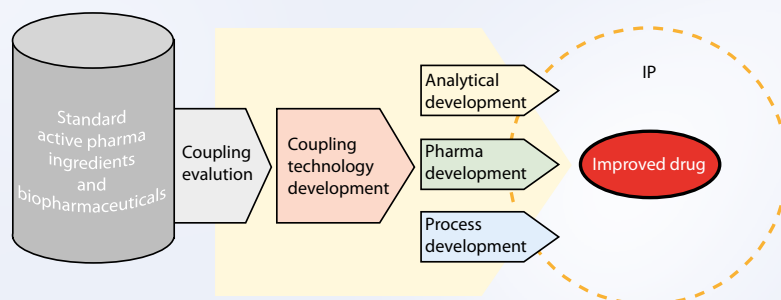 Standard
active pharma
ingredients
and
biopharmaceuticals
Coupling
evalution
Coupling
technology
development
Analytical
development
Pharma
development
Process
development
IP
Improved drug